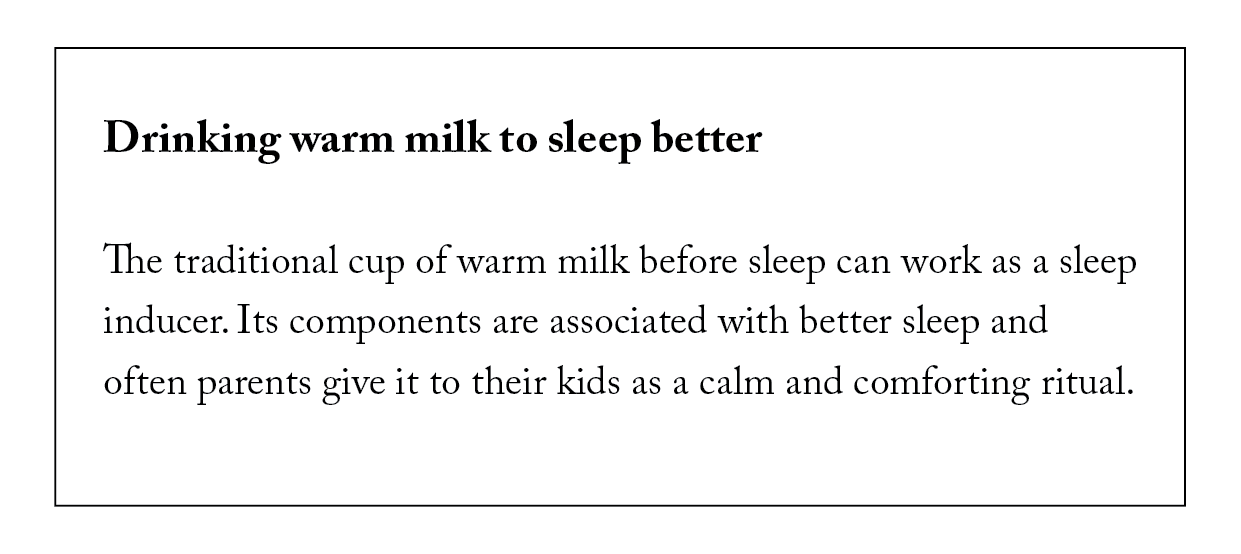 Drinking warm milk to sleep better
The traditional cup of warm milk before sleep can work as a sleep
inducer. Its components are associated with better sleep and
often parents give it to their kids as a calm and comforting ritual.